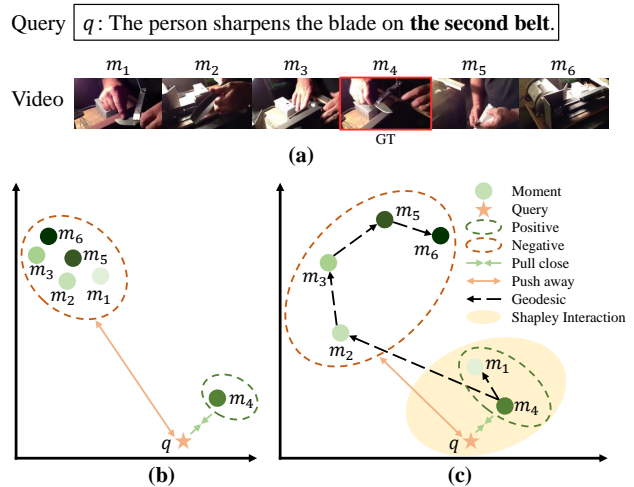 Query q: The person sharpens the blade on the second belt.
m₁ m₂ m₃ m₄ m₅ m₆
Video
GT
(a)
m₆
m₅
m₃
m₂ m₁
m₄
q
(b)
m₅
m₆
m₃
m₂
m₁
m₄
q
(c)
Moment
Query
Positive
Negative
Pull close
Push away
Geodesic
Shapley Interaction